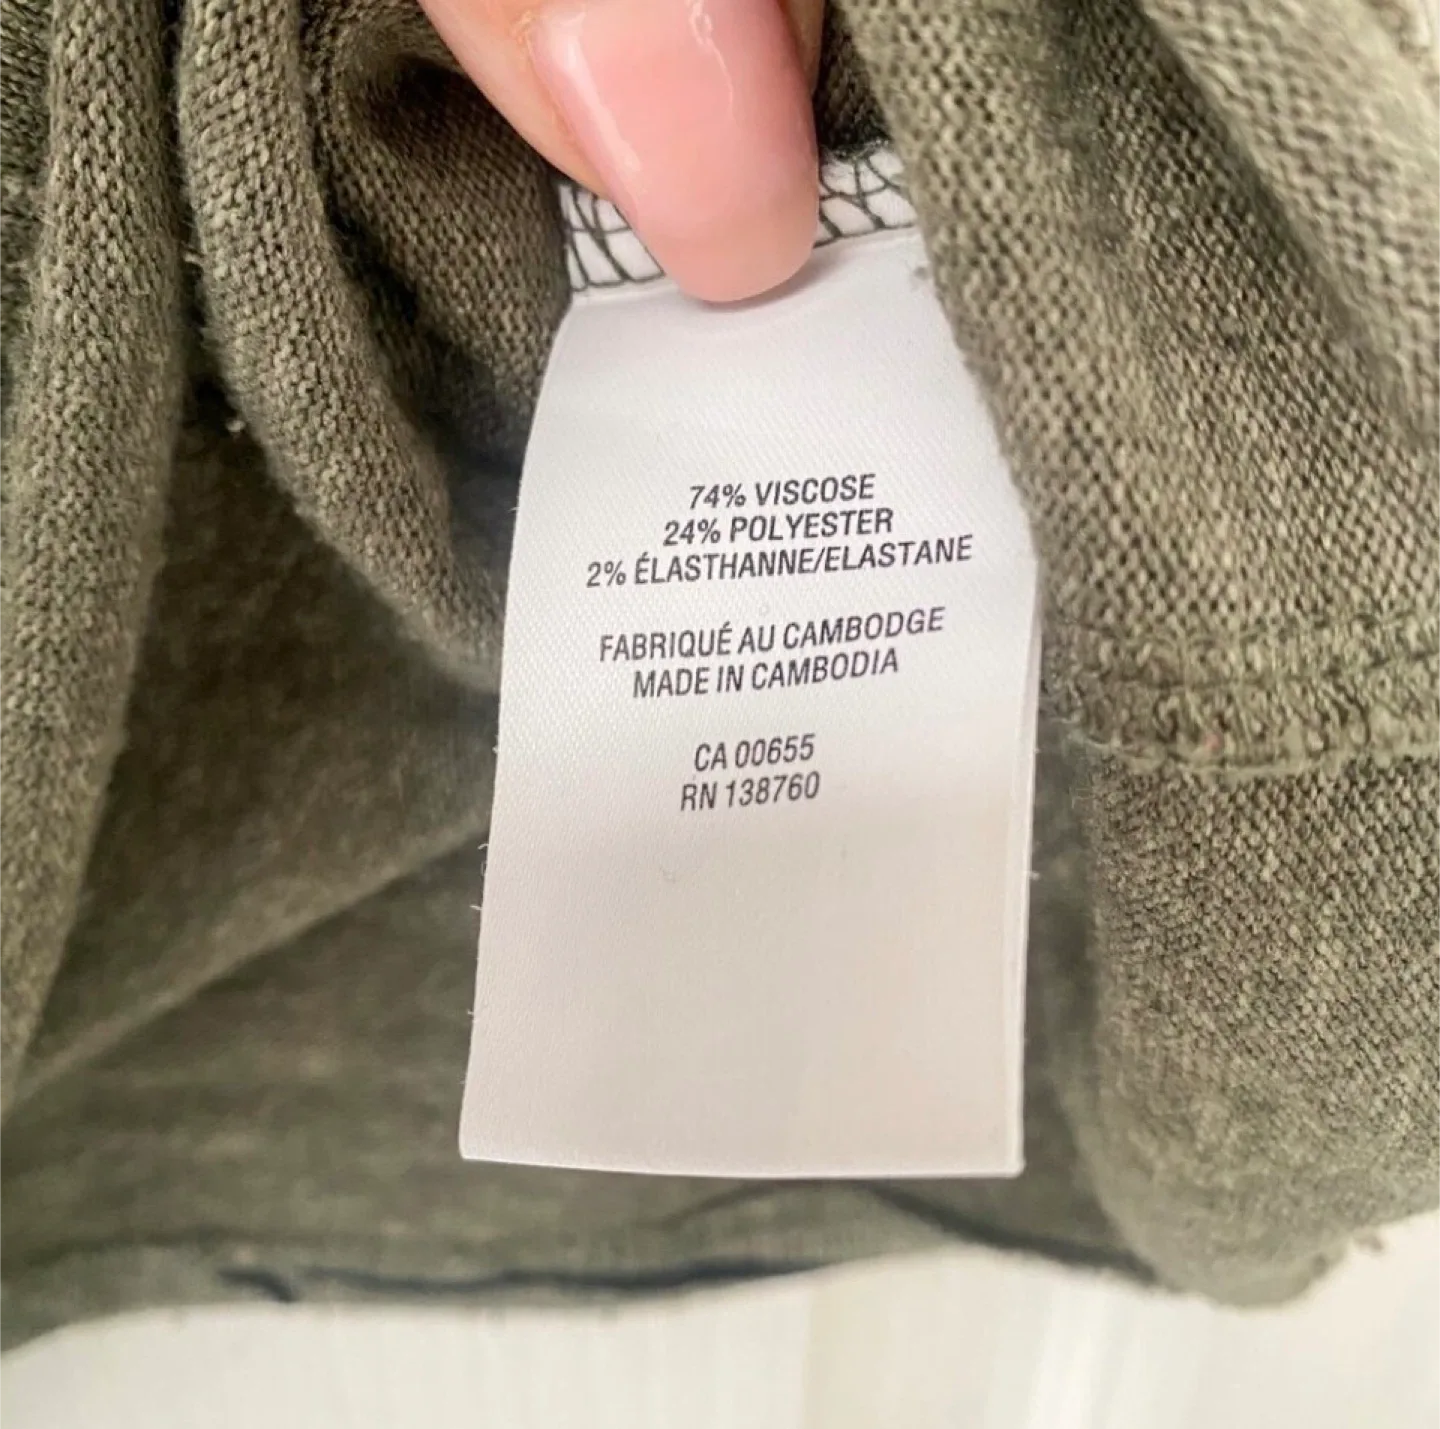 74% VISCOSE
24% POLYESTER
2% ÉLASTHANNE/ELASTANE
FABRIQUÉ AU CAMBODGE
MADE IN CAMBODIA
CA 00655
RN 138760